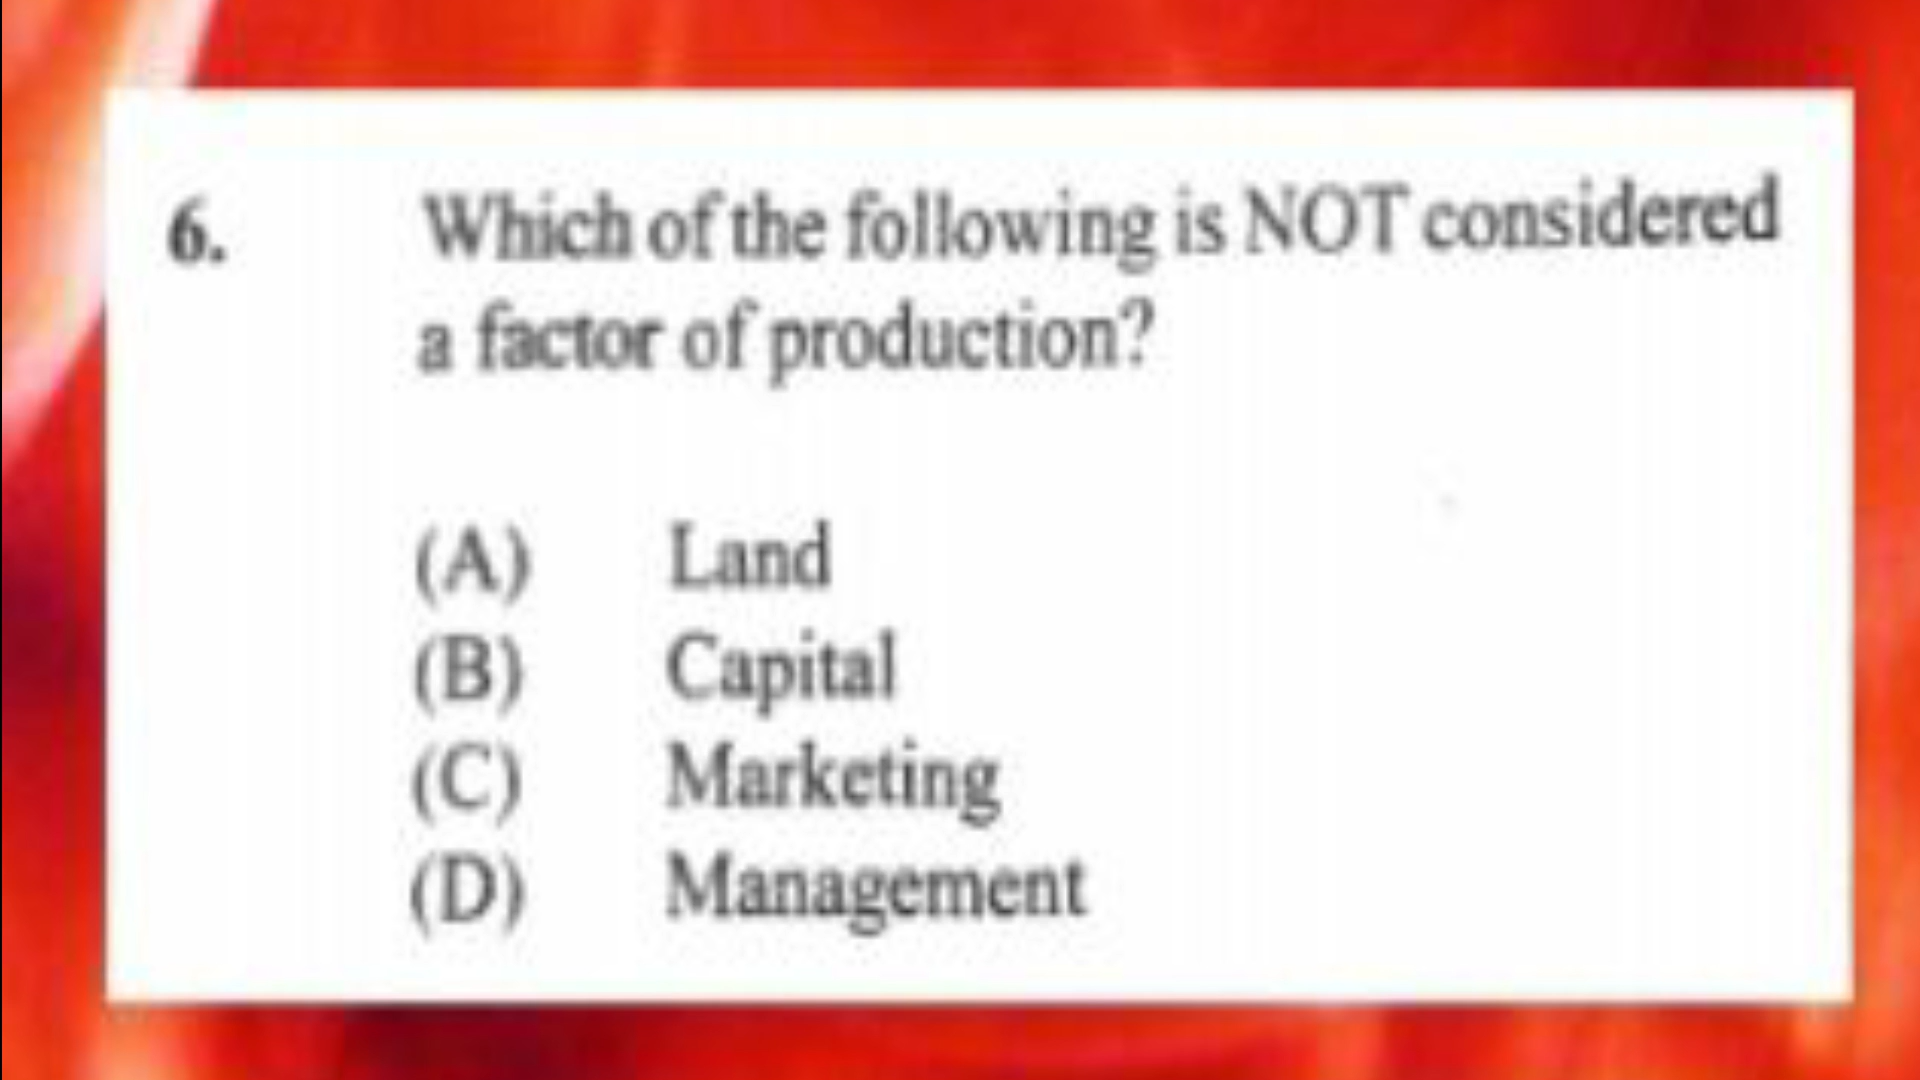 6. Which of the following is NOT considered
a factor of production?
(A) Land
(B) Capital
(C) Marketing
(D) Management